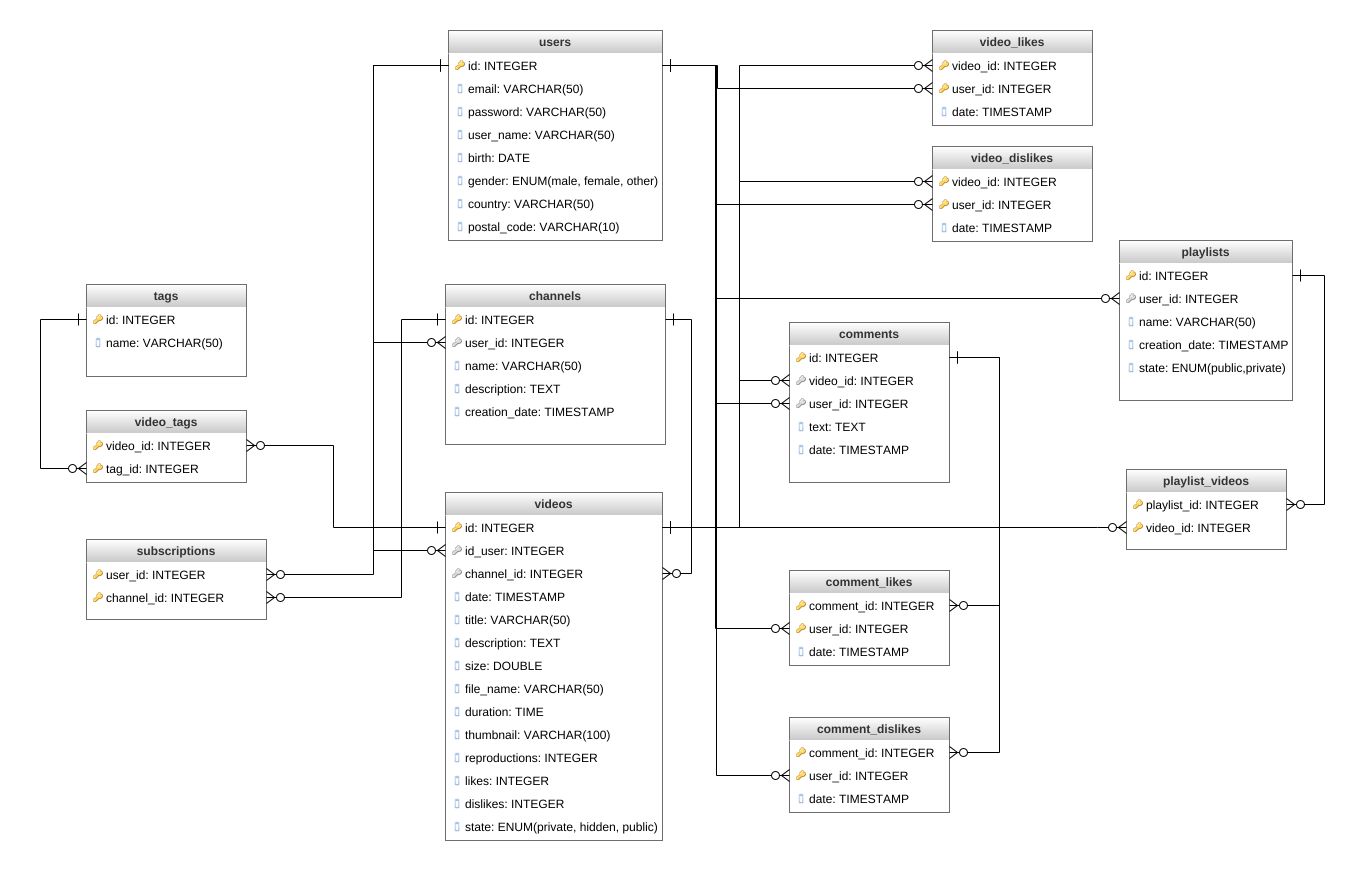 users
id: INTEGER
email: VARCHAR(50)
password: VARCHAR(50)
user_name: VARCHAR(50)
birth: DATE
gender: ENUM(male, female, other)
country: VARCHAR(50)
postal_code: VARCHAR(10)
video_likes
video_id: INTEGER
user_id: INTEGER
date: TIMESTAMP
video_dislikes
video_id: INTEGER
user_id: INTEGER
date: TIMESTAMP
playlists
id: INTEGER
user_id: INTEGER
name: VARCHAR(50)
creation_date: TIMESTAMP
state: ENUM(public,private)
tags
id: INTEGER
name: VARCHAR(50)
channels
id: INTEGER
user_id: INTEGER
name: VARCHAR(50)
description: TEXT
creation_date: TIMESTAMP
comments
id: INTEGER
video_id: INTEGER
user_id: INTEGER
text: TEXT
date: TIMESTAMP
video_tags
video_id: INTEGER
tag_id: INTEGER
playlist_videos
playlist_id: INTEGER
video_id: INTEGER
subscriptions
user_id: INTEGER
channel_id: INTEGER
videos
id: INTEGER
id_user: INTEGER
channel_id: INTEGER
date: TIMESTAMP
title: VARCHAR(50)
description: TEXT
size: DOUBLE
file_name: VARCHAR(50)
duration: TIME
thumbnail: VARCHAR(100)
reproductions: INTEGER
likes: INTEGER
dislikes: INTEGER
state: ENUM(private, hidden, public)
comment_likes
comment_id: INTEGER
user_id: INTEGER
date: TIMESTAMP
comment_dislikes
comment_id: INTEGER
user_id: INTEGER
date: TIMESTAMP